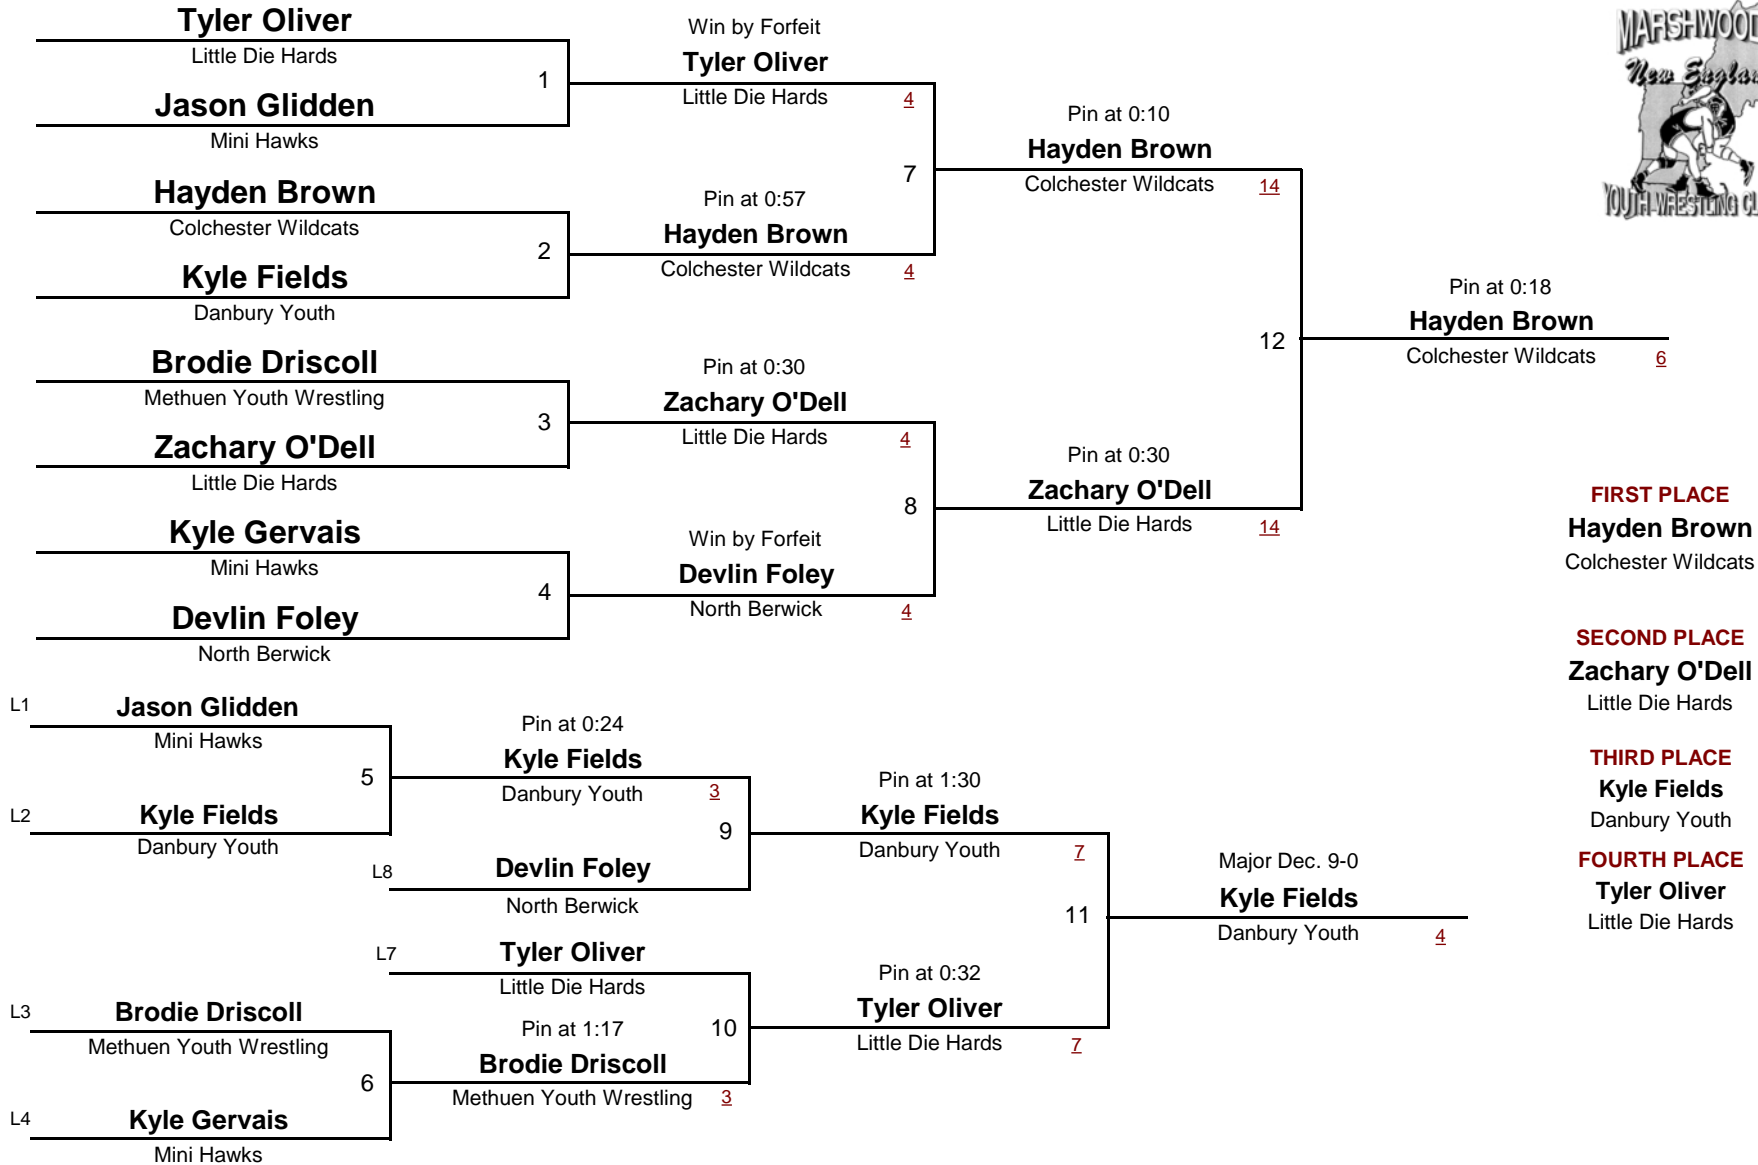 Tyler Oliver
Little Die Hards
1
Jason Glidden
Mini Hawks
Hayden Brown
Colchester Wildcats
2
Kyle Fields
Danbury Youth
Brodie Driscoll
Methuen Youth Wrestling
3
Zachary O'Dell
Little Die Hards
Kyle Gervais
Mini Hawks
4
Devlin Foley
North Berwick
Win by Forfeit
Tyler Oliver
Little Die Hards 4
7
Pin at 0:57
Hayden Brown
Colchester Wildcats 4
Pin at 0:30
Zachary O'Dell
Little Die Hards 4
8
Win by Forfeit
Devlin Foley
North Berwick 4
Pin at 0:10
Hayden Brown
Colchester Wildcats 14
12
Pin at 0:30
Zachary O'Dell
Little Die Hards 14
Pin at 0:18
Hayden Brown
Colchester Wildcats 6
MARSHWOOD
New England
YOUTH WRESTLING CL
FIRST PLACE
Hayden Brown
Colchester Wildcats
SECOND PLACE
Zachary O'Dell
Little Die Hards
THIRD PLACE
Kyle Fields
Danbury Youth
FOURTH PLACE
Tyler Oliver
Little Die Hards
L1 Jason Glidden
Mini Hawks
5
L2 Kyle Fields
Danbury Youth
L3 Brodie Driscoll
Methuen Youth Wrestling
6
L4 Kyle Gervais
Mini Hawks
Pin at 0:24
Kyle Fields
Danbury Youth 3
9
L8 Devlin Foley
North Berwick
L7 Tyler Oliver
Little Die Hards
Pin at 1:17 10
Brodie Driscoll
Methuen Youth Wrestling 3
Pin at 1:30
Kyle Fields
Danbury Youth 7
11
Pin at 0:32
Tyler Oliver
Little Die Hards 7
Major Dec. 9-0
Kyle Fields
Danbury Youth 4